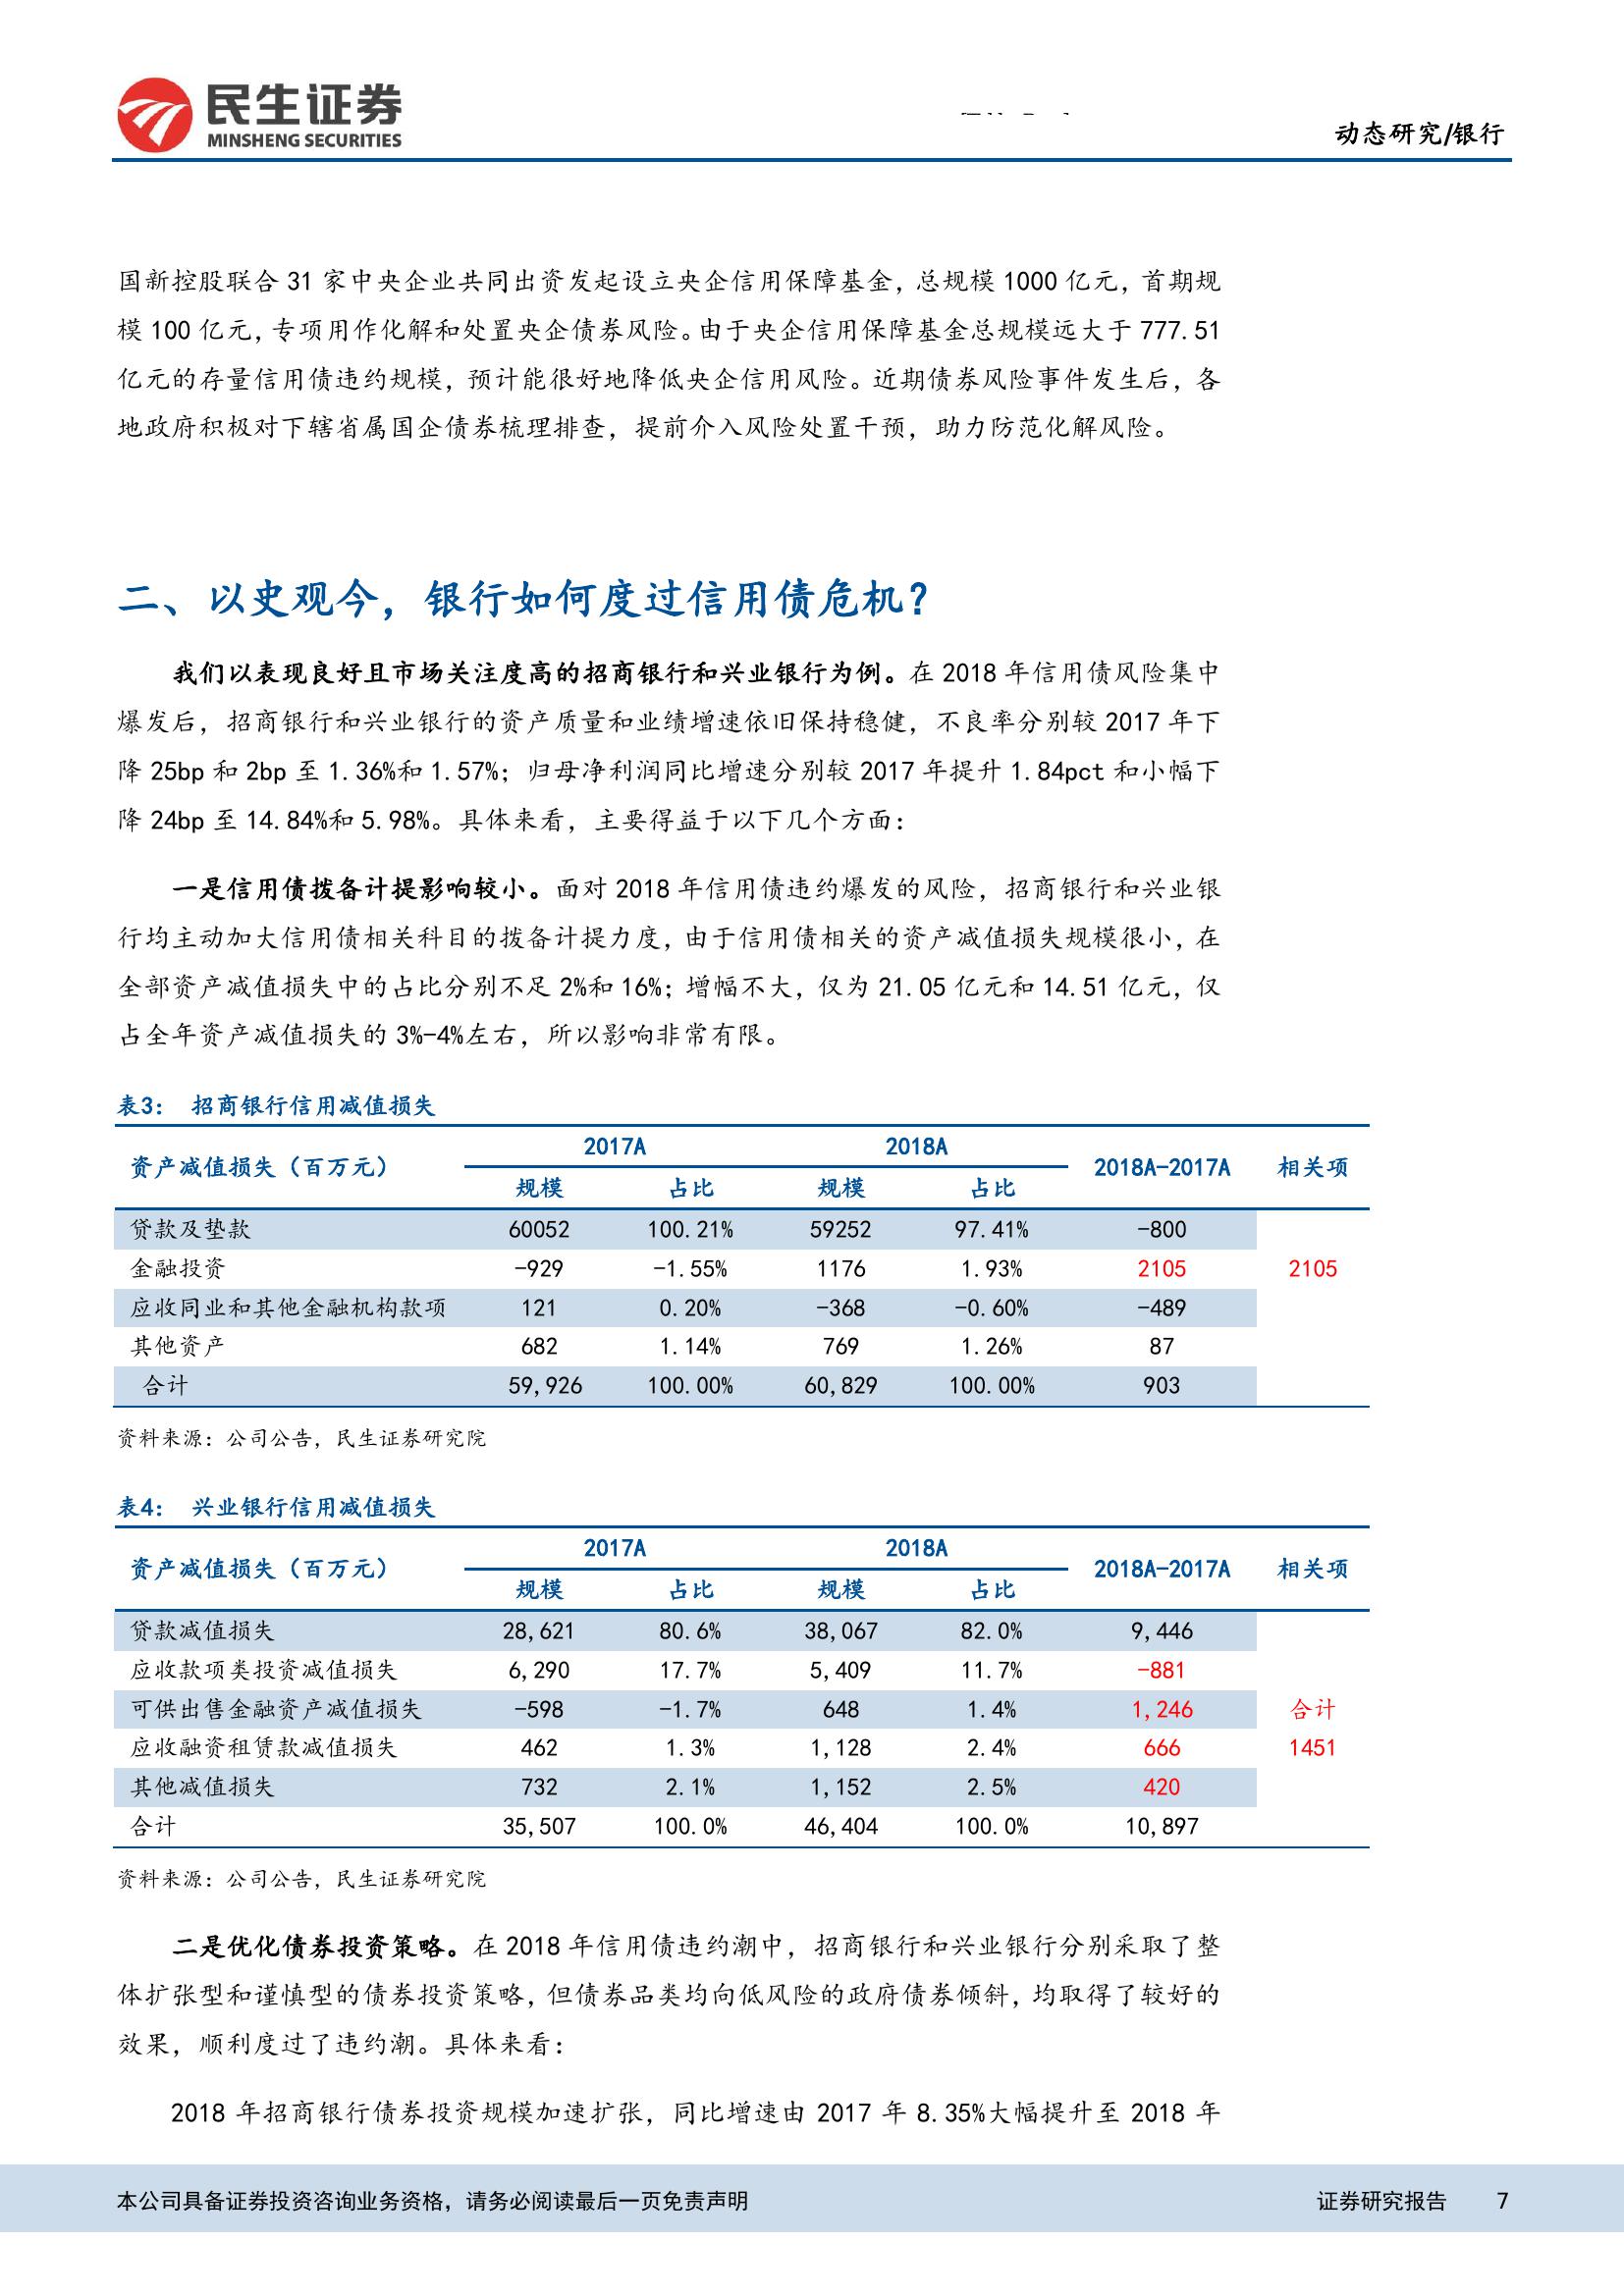 民生证券
MINSHENG SECURITIES
动态研究/银行
国新控股联合 31 家中央企业共同出资发起设立央企信用保障基金，总规模 1000 亿元，首期规
模 100 亿元，专项用作化解和处置央企债券风险。由于央企信用保障基金总规模远大于 777.51
亿元的存量信用债违约规模，预计能很好地降低央企信用风险。近期债券风险事件发生后，各
地政府积极对下辖省属国企债券梳理排查，提前介入风险处置干预，助力防范化解风险。
二、以史观今，银行如何度过信用债危机？
我们以表现良好且市场关注度高的招商银行和兴业银行为例。在 2018 年信用债风险集中
爆发后，招商银行和兴业银行的资产质量和业绩增速依旧保持稳健，不良率分别较 2017 年下
降 25bp 和 2bp 至 1.36%和 1.57%；归母净利润同比增速分别较 2017 年提升 1.84pct 和小幅下
降 24bp 至 14.84%和 5.98%。具体来看，主要得益于以下几个方面：
一是信用债拨备计提影响较小。面对 2018 年信用债违约爆发的风险，招商银行和兴业银
行均主动加大信用债相关科目的拨备计提力度，由于信用债相关的资产减值损失规模很小，在
全部资产减值损失中的占比分别不足 2%和 16%；增幅不大，仅为 21.05 亿元和 14.51 亿元，仅
占全年资产减值损失的 3%-4%左右，所以影响非常有限。
表3： 招商银行信用减值损失
资产减值损失（百万元） 2017A 2018A 2018A-2017A 相关项
规模 占比 规模 占比
贷款及垫款 60052 100.21% 59252 97.41% -800
金融投资 -929 -1.55% 1176 1.93% 2105 2105
应收同业和其他金融机构款项 121 0.20% -368 -0.60% -489
其他资产 682 1.14% 769 1.26% 87
合计 59,926 100.00% 60,829 100.00% 903
资料来源：公司公告，民生证券研究院
表4： 兴业银行信用减值损失
资产减值损失（百万元） 2017A 2018A 2018A-2017A 相关项
规模 占比 规模 占比
贷款减值损失 28,621 80.6% 38,067 82.0% 9,446
应收款项类投资减值损失 6,290 17.7% 5,409 11.7% -881
可供出售金融资产减值损失 -598 -1.7% 648 1.4% 1,246 合计
应收融资租赁款减值损失 462 1.3% 1,128 2.4% 666 1451
其他减值损失 732 2.1% 1,152 2.5% 420
合计 35,507 100.0% 46,404 100.0% 10,897
资料来源：公司公告，民生证券研究院
二是优化债券投资策略。在 2018 年信用债违约潮中，招商银行和兴业银行分别采取了整
体扩张型和谨慎型的债券投资策略，但债券品类均向低风险的政府债券倾斜，均取得了较好的
效果，顺利度过了违约潮。具体来看：
2018 年招商银行债券投资规模加速扩张，同比增速由 2017 年 8.35%大幅提升至 2018 年
本公司具备证券投资咨询业务资格，请务必阅读最后一页免责声明 证券研究报告 7